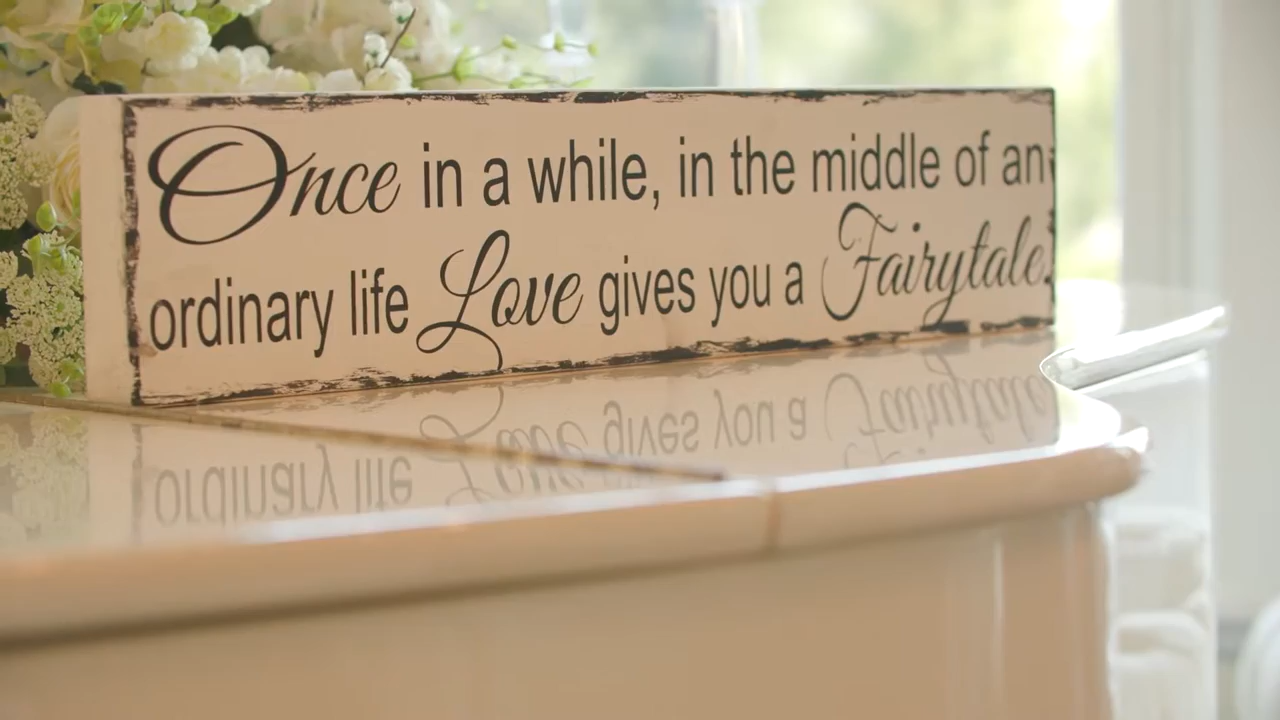 Once in a while, in the middle of an
ordinary life Love gives you a Fairytale.